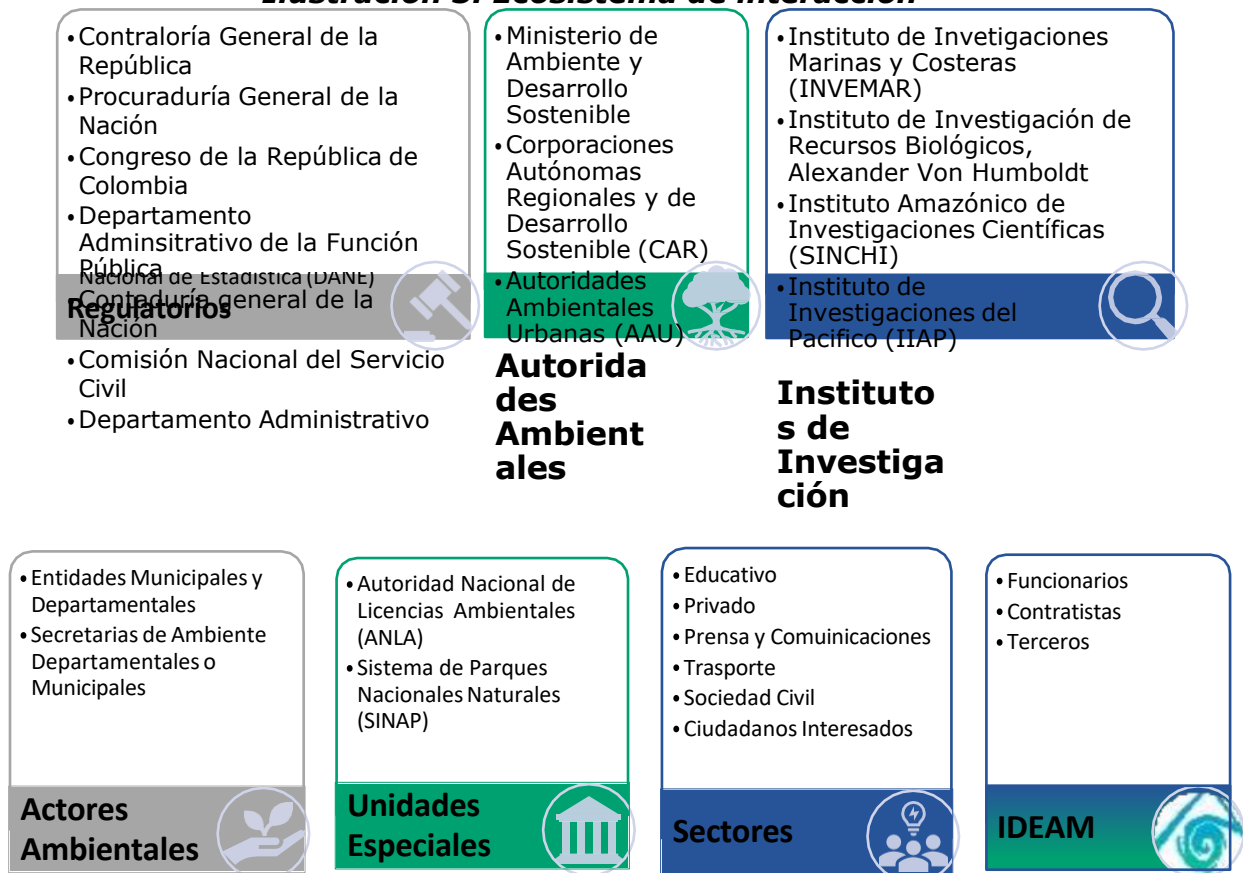 Ilustración 3. Ecosistema de interacción
•Contraloría General de la
República
•Procuraduría General de la
Nación
•Congreso de la República de
Colombia
•Departamento
Adminsitrativo de la Función
Pública
Nacional de Estadística (DANE)
•Contaduría general de la
Nación
Regulatorios
•Comisión Nacional del Servicio
Civil
•Departamento Administrativo
•Ministerio de
Ambiente y
Desarrollo
Sostenible
•Corporaciones
Autónomas
Regionales y de
Desarrollo
Sostenible (CAR)
•Autoridades
Ambientales
Urbanas (AAU)
Autorida
des
Ambient
ales
•Instituto de Invetigaciones
Marinas y Costeras
(INVEMAR)
•Instituto de Investigación de
Recursos Biológicos,
Alexander Von Humboldt
•Instituto Amazónico de
Investigaciones Científicas
(SINCHI)
•Instituto de
Investigaciones del
Pacifico (IIAP)
Instituto
s de
Investiga
ción
•Entidades Municipales y
Departamentales
•Secretarias de Ambiente
Departamentales o
Municipales
Actores
Ambientales
•Autoridad Nacional de
Licencias Ambientales
(ANLA)
•Sistema de Parques
Nacionales Naturales
(SINAP)
Unidades
Especiales
•Educativo
•Privado
•Prensa y Comuinicaciones
•Trasporte
•Sociedad Civil
•Ciudadanos Interesados
Sectores
•Funcionarios
•Contratistas
•Terceros
IDEAM